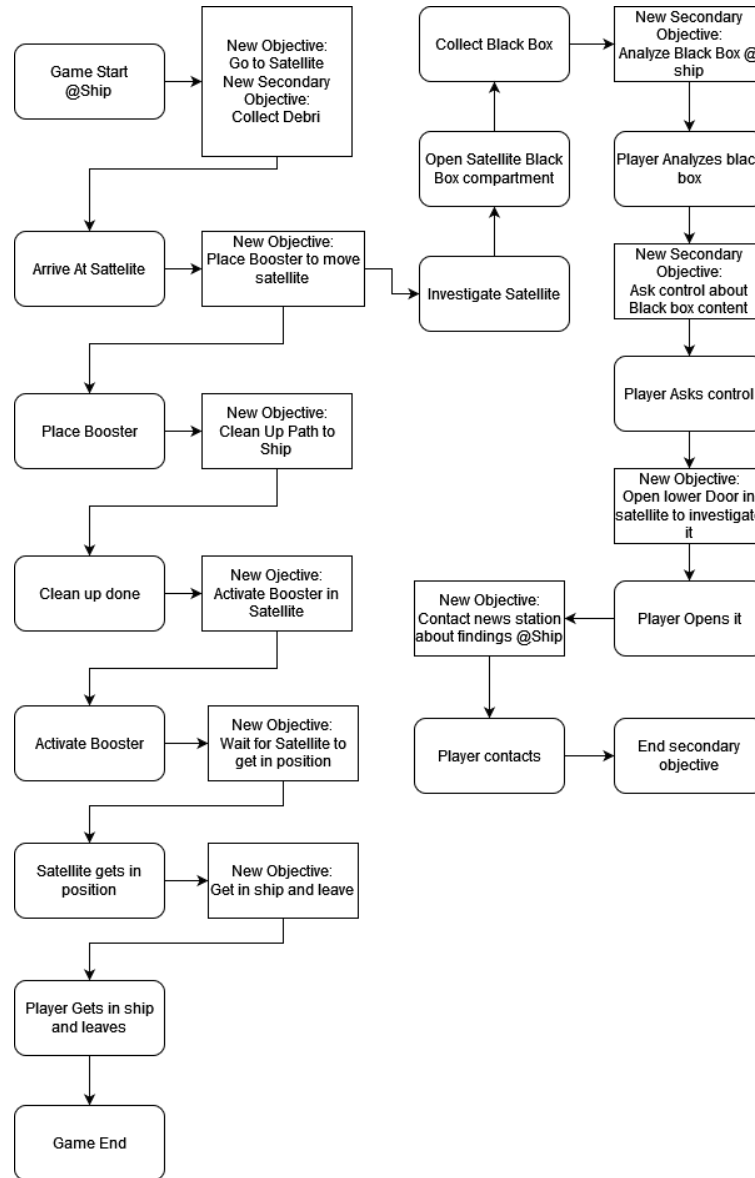 Game Start
@Ship
New Objective:
Go to Satellite
New Secondary
Objective:
Collect Debri
Arrive At Sattelite
New Objective:
Place Booster to move
satellite
Place Booster
New Objective:
Clean Up Path to
Ship
Clean up done
New Ojective:
Activate Booster in
Satellite
Activate Booster
New Objective:
Wait for Satellite to
get in position
Satellite gets in
position
New Objective:
Get in ship and leave
Player Gets in ship
and leaves
Game End
Investigate Satellite
Open Satellite Black
Box compartment
Collect Black Box
New Secondary
Objective:
Analyze Black Box @
ship
Player Analyzes black
box
New Secondary
Objective:
Ask control about
Black box content
Player Asks control
New Objective:
Open lower Door in
satellite to investigate
it
Player Opens it
New Objective:
Contact news station
about findings @Ship
Player contacts
End secondary
objective